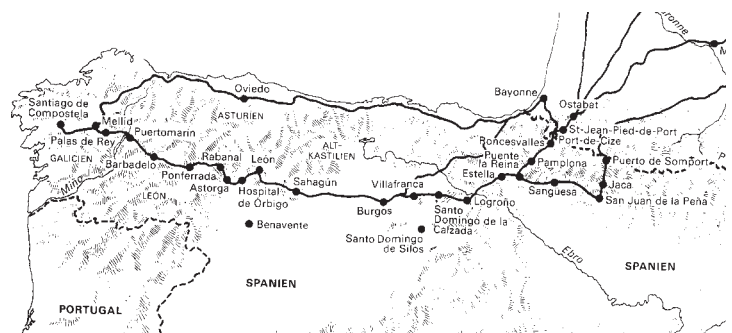 Garonne
Bayonne
Ostabat
Oviedo
Santiago de
Compostela
ASTURIEN
Mellid
Puertomarin
St-Jean-Pied-de-Port
Port-de-Cize
Roncesvalles
Palas de Rey
ALT-
KASTILIEN
GALICIEN
Barbadelo
Rabanal
León
Puente
la Reina
Pamplona
Puerto de Somport
Ponferrada
Estella
Miño
Astorga
Hospital
de Órbigo
Sahagún
Villafranca
Sanguesa
Jaca
LEÓN
Burgos
Logroño
San Juan de la Peña
Santo
Domingo de la
Calzada
Benavente
Santo Domingo
de Silos
Ebro
SPANIEN
SPANIEN
PORTUGAL